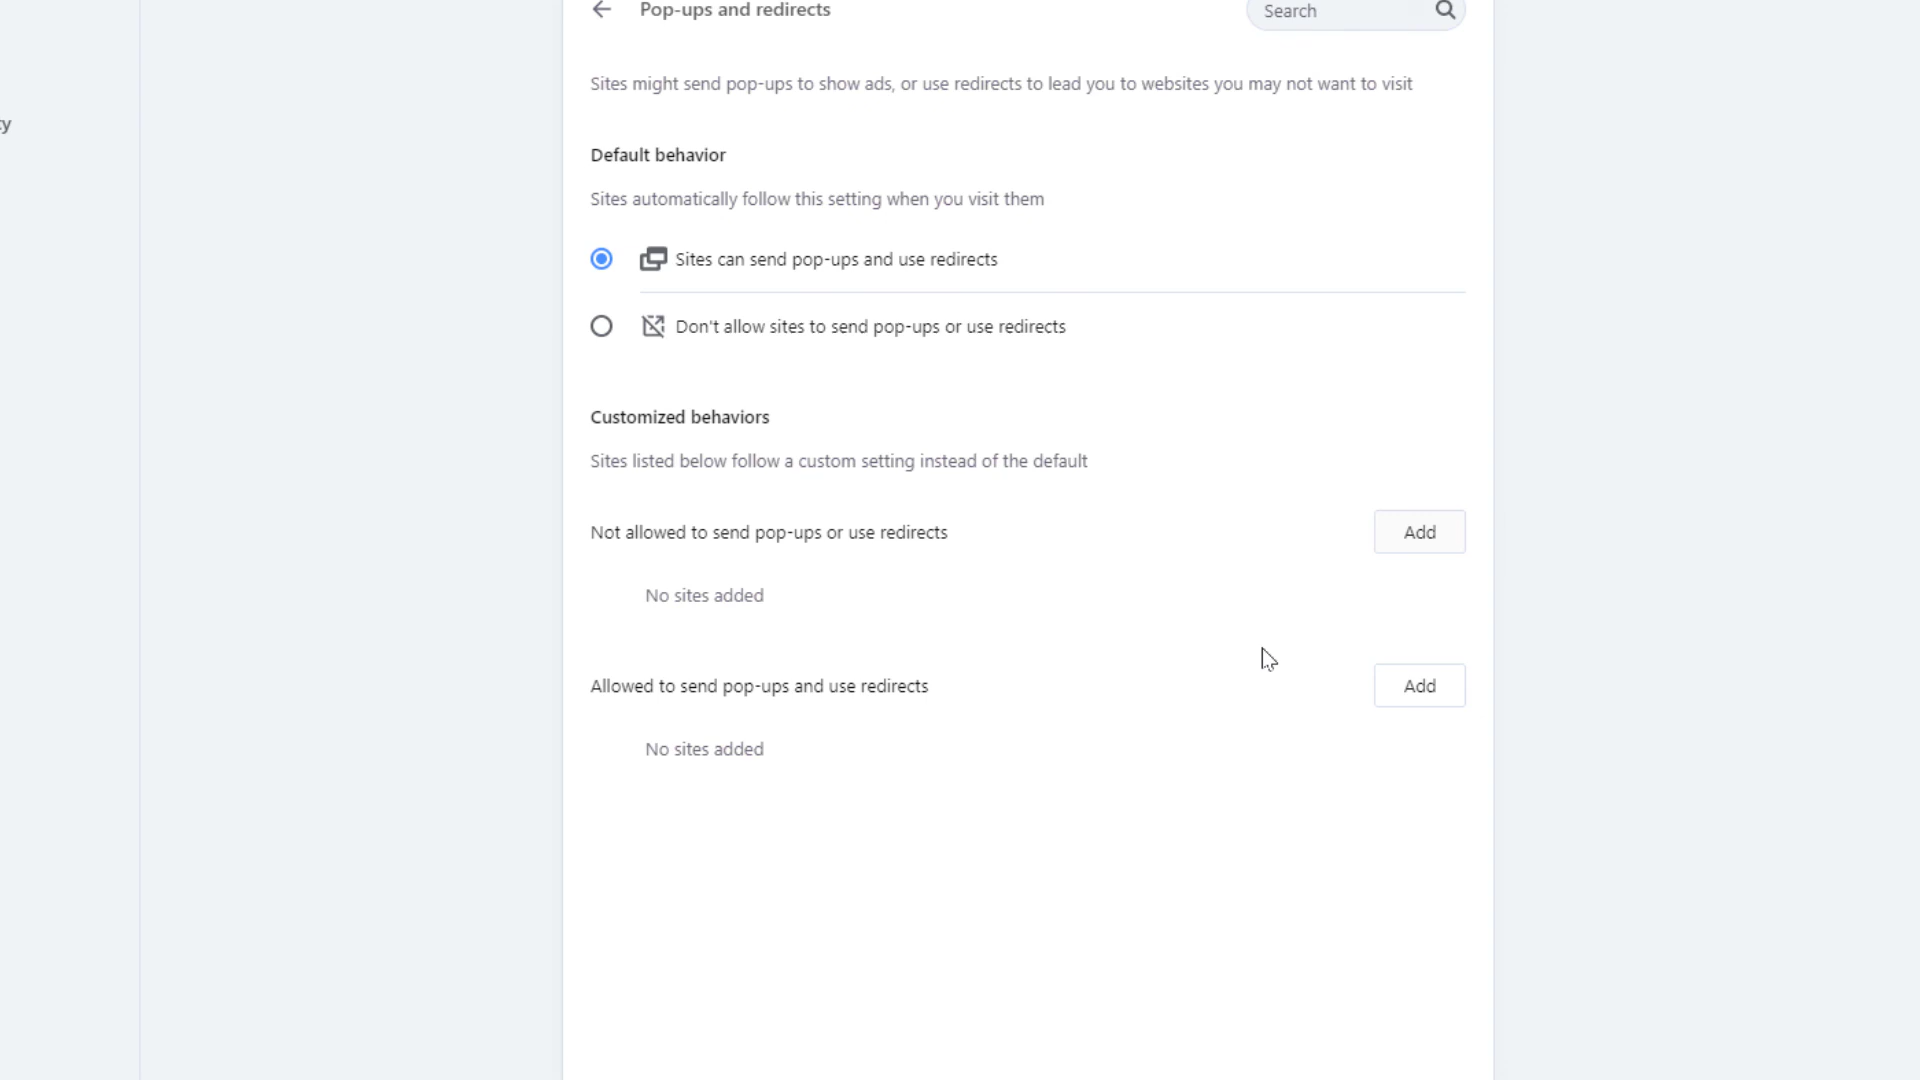 Pop-ups and redirects
Search
Sites might send pop-ups to show ads, or use redirects to lead you to websites you may not want to visit
Default behavior
Sites automatically follow this setting when you visit them
Sites can send pop-ups and use redirects
Don't allow sites to send pop-ups or use redirects
Customized behaviors
Sites listed below follow a custom setting instead of the default
Not allowed to send pop-ups or use redirects
Add
No sites added
Allowed to send pop-ups and use redirects
Add
No sites added